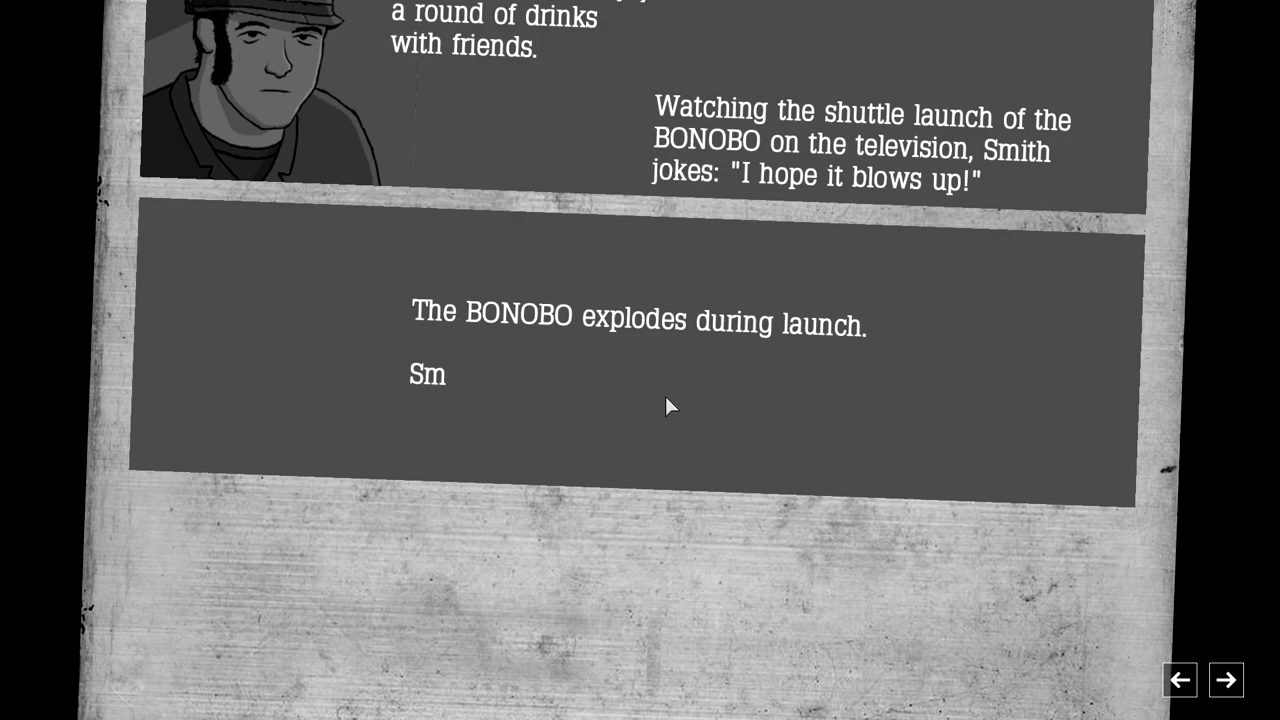 a round of drinks
with friends.
Watching the shuttle launch of the
BONOBO on the television, Smith
jokes: "I hope it blows up!"
The BONOBO explodes during launch.
Sm